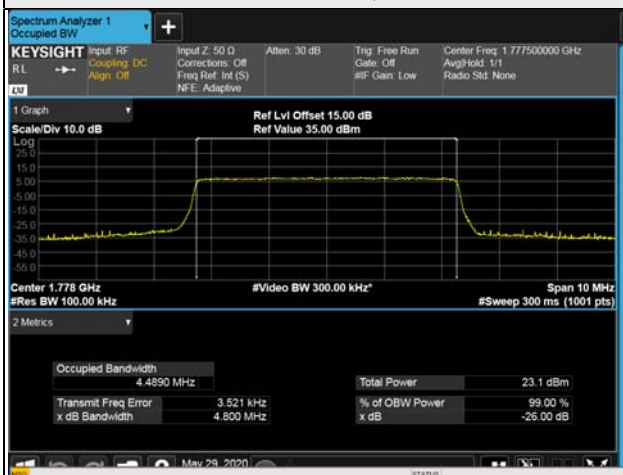 Spectrum Analyzer 1
Occupied BW
+
KEYSIGHT Input: RF Input Z: 50 Ω Atten: 30 dB Trig: Free Run Center Freq: 1.777500000 GHz
RL Coupling: DC Corrections: Off Gate: Off Avg|Hold: 1/1
Align: Off Freq Ref: Int (S) #IF Gain: Low Radio Std: None
LXI NFE: Adaptive
1 Graph
Ref Lvl Offset 15.00 dB
Scale/Div 10.0 dB Ref Value 35.00 dBm
Log
25.0
15.0
5.00
-5.00
-15.0
-25.0
-35.0
-45.0
-55.0
Center 1.778 GHz #Video BW 300.00 kHz* Span 10 MHz
#Res BW 100.00 kHz #Sweep 300 ms (1001 pts)
2 Metrics
Occupied Bandwidth
4.4890 MHz Total Power 23.1 dBm
Transmit Freq Error 3.521 kHz % of OBW Power 99.00 %
x dB Bandwidth 4.800 MHz x dB -26.00 dB
May 29, 2020
MSG STATUS